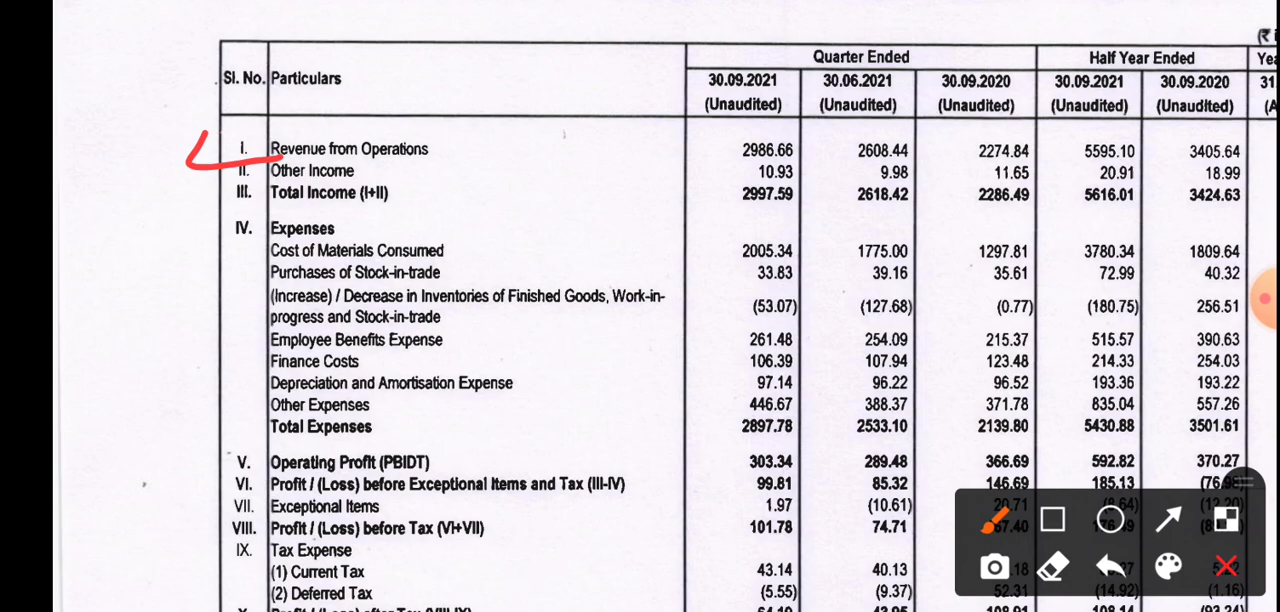 (₹
Quarter Ended Half Year Ended
Sl. No. Particulars 30.09.2021 30.06.2021 30.09.2020 30.09.2021 30.09.2020 31
(Unaudited) (Unaudited) (Unaudited) (Unaudited) (Unaudited) (A
I. Revenue from Operations 2986.66 2608.44 2274.84 5595.10 3405.64
II. Other Income 10.93 9.98 11.65 20.91 18.99
III. Total Income (I+II) 2997.59 2618.42 2286.49 5616.01 3424.63
IV. Expenses
Cost of Materials Consumed 2005.34 1775.00 1297.81 3780.34 1809.64
Purchases of Stock-in-trade 33.83 39.16 35.61 72.99 40.32
(Increase) / Decrease in Inventories of Finished Goods, Work-in-
progress and Stock-in-trade (53.07) (127.68) (0.77) (180.75) 256.51
Employee Benefits Expense 261.48 254.09 215.37 515.57 390.63
Finance Costs 106.39 107.94 123.48 214.33 254.03
Depreciation and Amortisation Expense 97.14 96.22 96.52 193.36 193.22
Other Expenses 446.67 388.37 371.78 835.04 557.26
Total Expenses 2897.78 2533.10 2139.80 5430.88 3501.61
V. Operating Profit (PBIDT) 303.34 289.48 366.69 592.82 370.27
VI. Profit / (Loss) before Exceptional Items and Tax (III-IV) 99.81 85.32 146.69 185.13
VII. Exceptional Items 1.97 (10.61) 20.71 (8.64) (12.20)
VIII. Profit / (Loss) before Tax (VI+VII) 101.78 74.71
IX. Tax Expense
(1) Current Tax 43.14 40.13
(2) Deferred Tax (5.55) (9.37) 52.31 (14.92) (1.16)